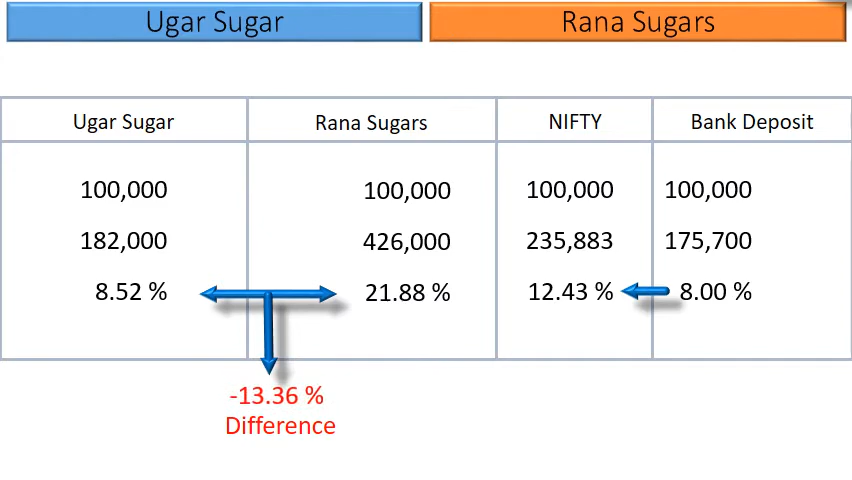 Ugar Sugar Rana Sugars
Ugar Sugar Rana Sugars NIFTY Bank Deposit
100,000 100,000 100,000 100,000
182,000 426,000 235,883 175,700
8.52 % 21.88 % 12.43 % 8.00 %
-13.36 %
Difference